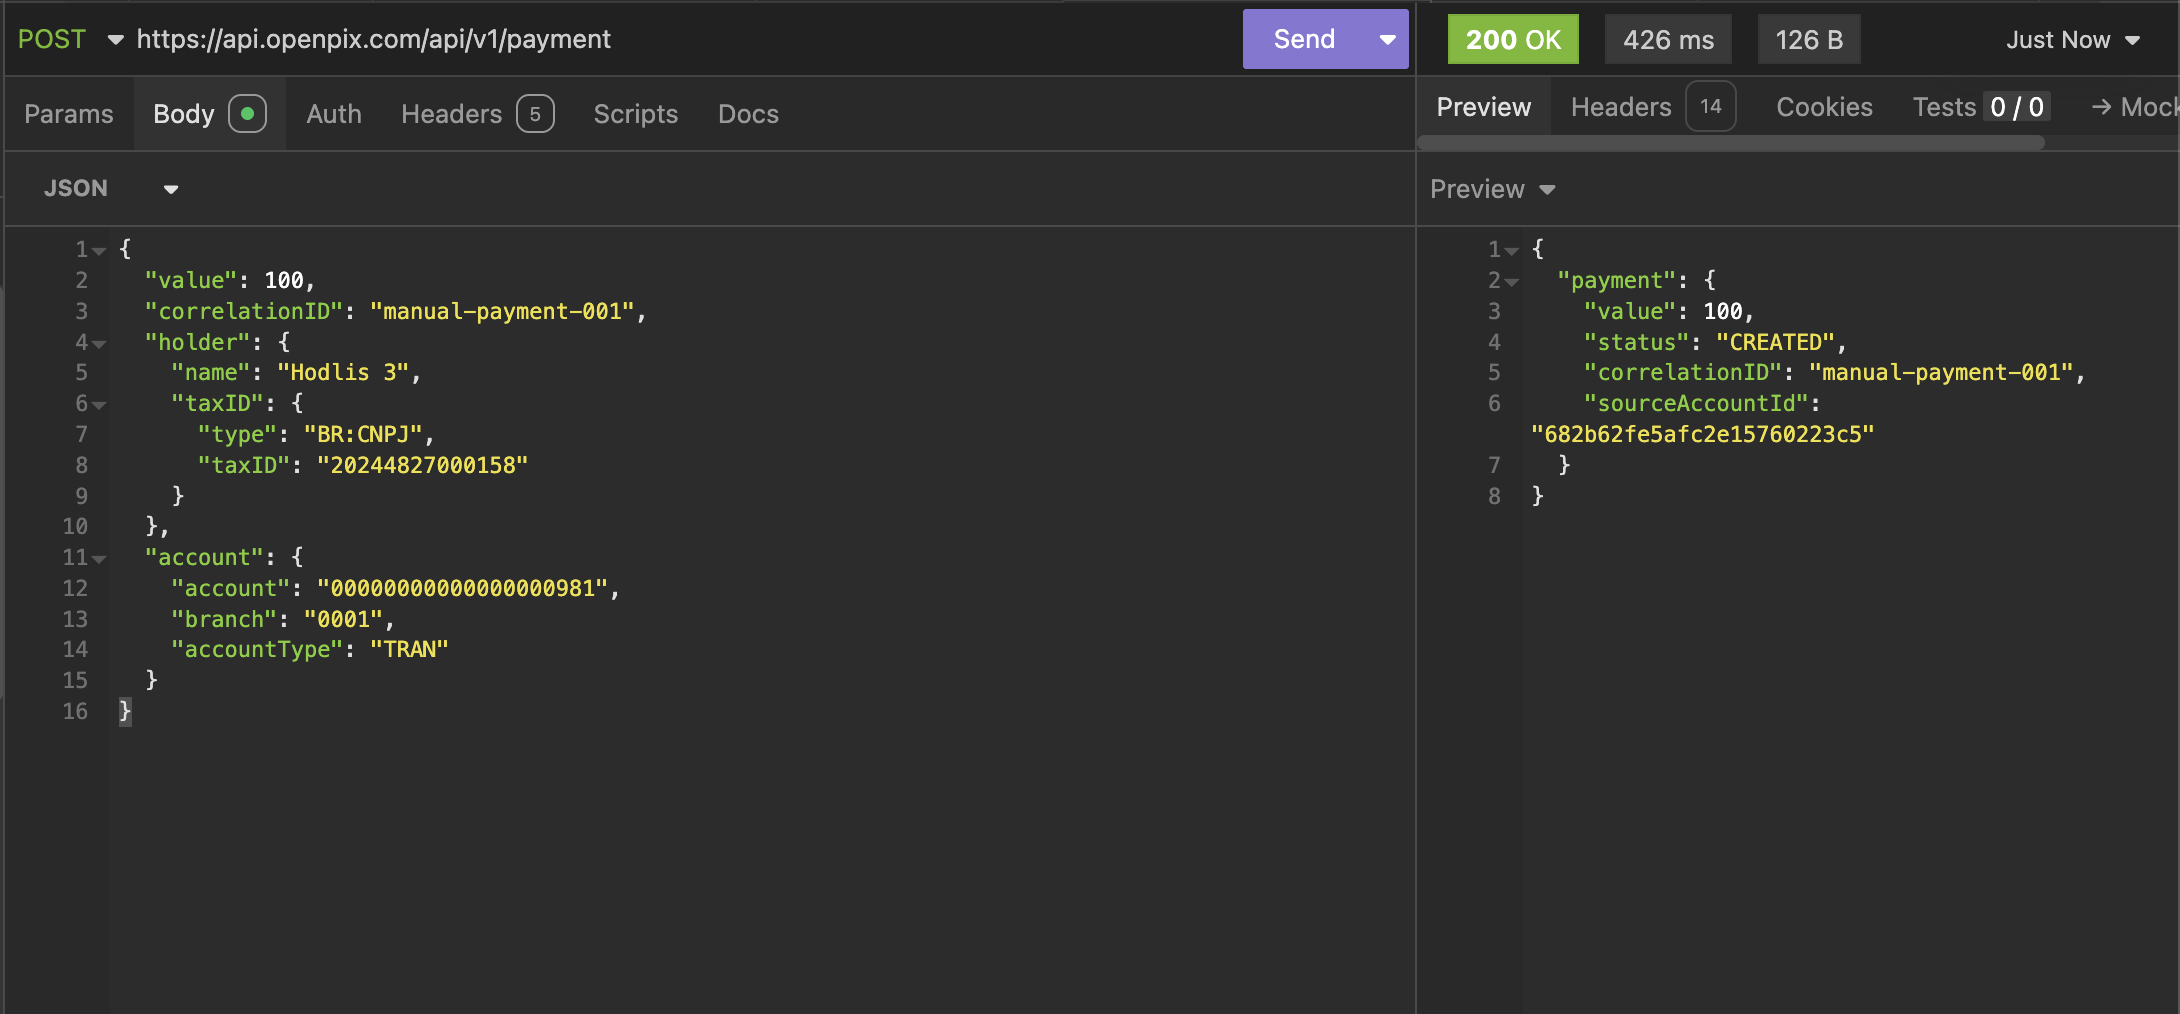 POST https://api.openpix.com/api/v1/payment Send
200 OK 426 ms 126 B Just Now
Params Body Auth Headers 5 Scripts Docs
Preview Headers 14 Cookies Tests 0 / 0 → Mock
JSON
Preview
1 {
2 "value": 100,
3 "correlationID": "manual-payment-001",
4 "holder": {
5 "name": "Hodlis 3",
6 "taxID": {
7 "type": "BR:CNPJ",
8 "taxID": "20244827000158"
9 }
10 },
11 "account": {
12 "account": "00000000000000000981",
13 "branch": "0001",
14 "accountType": "TRAN"
15 }
16 }
1 {
2 "payment": {
3 "value": 100,
4 "status": "CREATED",
5 "correlationID": "manual-payment-001",
6 "sourceAccountId":
"682b62fe5afc2e15760223c5"
7 }
8 }